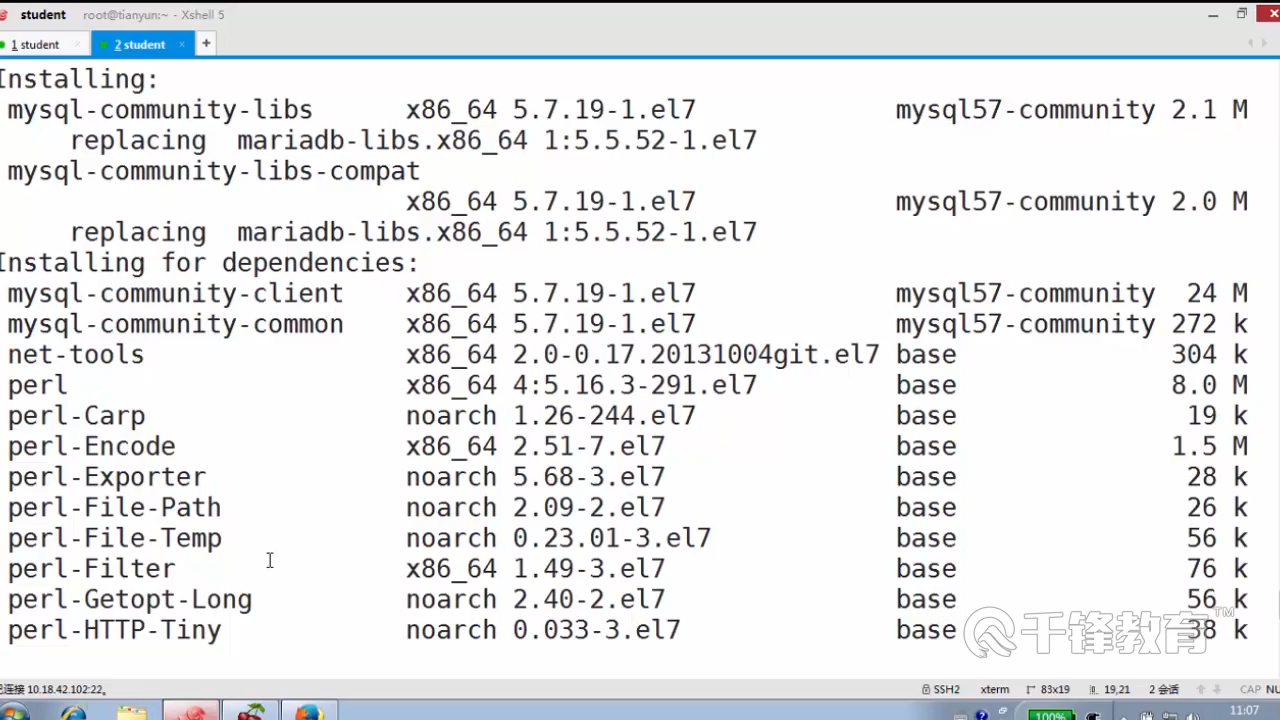 student root@tianyun:~ - Xshell 5
1 student × 2 student × +
Installing:
mysql-community-libs x86_64 5.7.19-1.el7 mysql57-community 2.1 M
replacing mariadb-libs.x86_64 1:5.5.52-1.el7
mysql-community-libs-compat
x86_64 5.7.19-1.el7 mysql57-community 2.0 M
replacing mariadb-libs.x86_64 1:5.5.52-1.el7
Installing for dependencies:
mysql-community-client x86_64 5.7.19-1.el7 mysql57-community 24 M
mysql-community-common x86_64 5.7.19-1.el7 mysql57-community 272 k
net-tools x86_64 2.0-0.17.20131004git.el7 base 304 k
perl x86_64 4:5.16.3-291.el7 base 8.0 M
perl-Carp noarch 1.26-244.el7 base 19 k
perl-Encode x86_64 2.51-7.el7 base 1.5 M
perl-Exporter noarch 5.68-3.el7 base 28 k
perl-File-Path noarch 2.09-2.el7 base 26 k
perl-File-Temp noarch 0.23.01-3.el7 base 56 k
perl-Filter x86_64 1.49-3.el7 base 76 k
perl-Getopt-Long noarch 2.40-2.el7 base 56 k
perl-HTTP-Tiny noarch 0.033-3.el7 base 38 k
千锋教育™
已连接 10.18.42.102:22。 SSH2 xterm 83x19 19,21 2 会话 CAP NU
100% 11:07